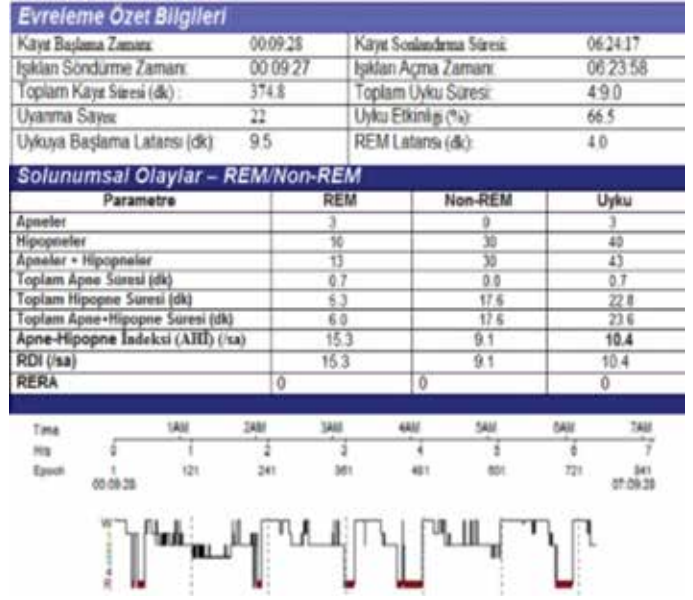 Evreleme Özet Bilgileri
Kayıt Başlama Zamanı: 00:09:28 Kayıt Sonlandırma Süresi: 06:24:17
Işıkları Söndürme Zamanı: 00:09:27 Işıkları Açma Zamanı: 06:23:58
Toplam Kayıt Süresi (dk) : 374.8 Toplam Uyku Süresi: 4:9.0
Uyanma Sayısı: 22 Uyku Etkinligi (%): 66.5
Uykuya Başlama Latansı (dk) 9.5 REM Latansı (dk): 4.0
Solunumsal Olaylar – REM/Non-REM
Parametre REM Non-REM Uyku
Apneler 3 0 3
Hipopneler 10 30 40
Apneler + Hipopneler 13 30 43
Toplam Apne Süresi (dk) 0.7 0.0 0.7
Toplam Hipopne Süresi (dk) 5.3 17.6 22.8
Toplam Apne+Hipopne Süresi (dk) 6.0 17.6 23.6
Apne-Hipopne İndeksi (AHİ) (/sa) 15.3 9.1 10.4
RDI (/sa) 15.3 9.1 10.4
RERA 0 0 0
Time 1AM 2AM 3AM 4AM 5AM 6AM 7AM
Hrs 0 1 2 3 4 5 6 7
Epoch 1 121 241 361 481 601 721 841
00:09:28 07:09:28
W
R